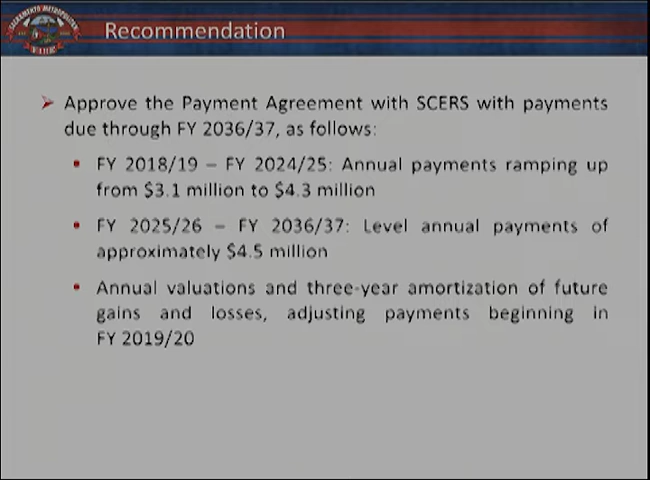 SACRAMENTO METROPOLITAN
FIRE
Recommendation
Approve the Payment Agreement with SCERS with payments
due through FY 2036/37, as follows:
FY 2018/19 – FY 2024/25: Annual payments ramping up
from $3.1 million to $4.3 million
FY 2025/26 – FY 2036/37: Level annual payments of
approximately $4.5 million
Annual valuations and three-year amortization of future
gains and losses, adjusting payments beginning in
FY 2019/20